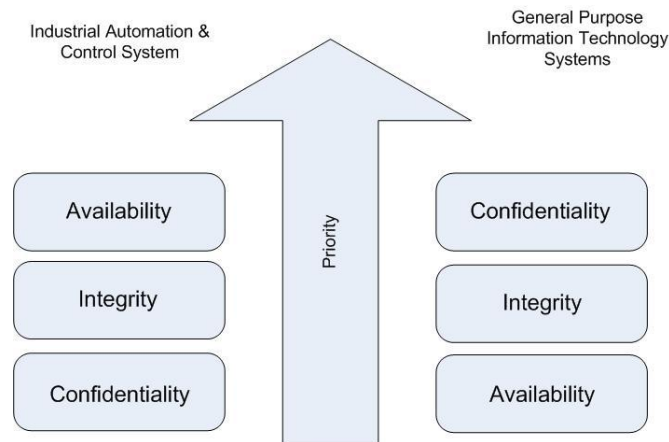 Industrial Automation &
Control System
General Purpose
Information Technology
Systems
Availability
Integrity
Confidentiality
Priority
Confidentiality
Integrity
Availability